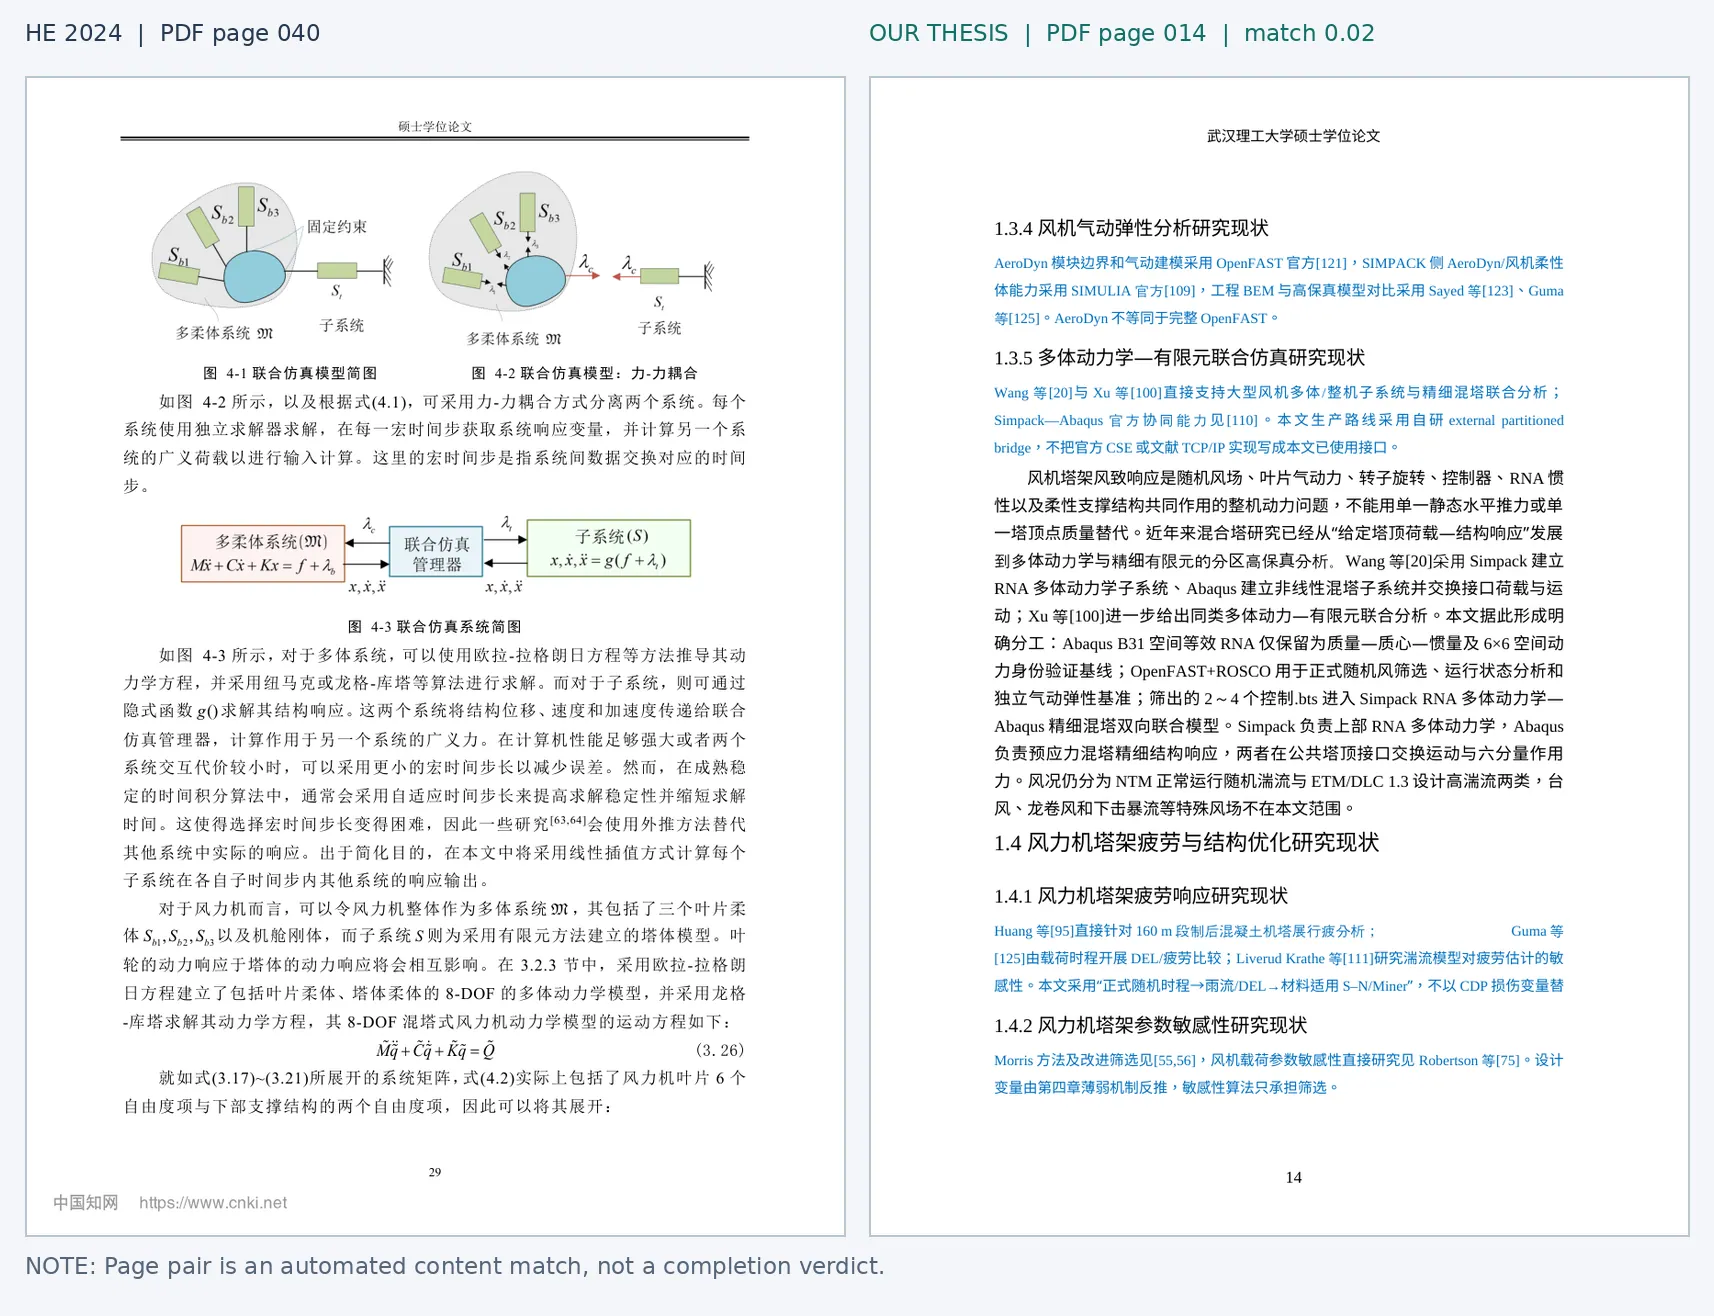 HE 2024 | PDF page 040
硕士学位论文
S_{b1}
S_{b2}
S_{b3}
固定约束
S_t
多柔体系统 𝔐
子系统
S_{b1}
S_{b2}
S_{b3}
λ_c
λ_c
S_t
多柔体系统 𝔐
子系统
图 4-1 联合仿真模型简图
图 4-2 联合仿真模型：力-力耦合
如图 4-2 所示，以及根据式(4.1)，可采用力-力耦合方式分离两个系统。每个
系统使用独立求解器求解，在每一宏时间步获取系统响应变量，并计算另一个系
统的广义荷载以进行输入计算。这里的宏时间步是指系统间数据交换对应的时间
步。
多柔体系统(𝔐)
Mẍ+Cẋ+Kx=f+λ_b
λ_c
x,ẋ,ẍ
联合仿真
管理器
λ_t
x,ẋ,ẍ
子系统(S)
x,ẋ,ẍ=g(f+λ_t)
图 4-3 联合仿真系统简图
如图 4-3 所示，对于多体系统，可以使用欧拉-拉格朗日方程等方法推导其动
力学方程，并采用纽马克或龙格-库塔等算法进行求解。而对于子系统，则可通过
隐式函数 g()求解其结构响应。这两个系统将结构位移、速度和加速度传递给联合
仿真管理器，计算作用于另一个系统的广义力。在计算机性能足够强大或者两个
系统交互代价较小时，可以采用更小的宏时间步长以减少误差。然而，在成熟稳
定的时间积分算法中，通常会采用自适应时间步长来提高求解稳定性并缩短求解
时间。这使得选择宏时间步长变得困难，因此一些研究[63,64]会使用外推方法替代
其他系统中实际的响应。出于简化目的，在本文中将采用线性插值方式计算每个
子系统在各自子时间步内其他系统的响应输出。
对于风力机而言，可以令风力机整体作为多体系统𝔐，其包括了三个叶片柔
体 S_{b1},S_{b2},S_{b3} 以及机舱刚体，而子系统 S 则为采用有限元方法建立的塔体模型。叶
轮的动力响应于塔体的动力响应将会相互影响。在 3.2.3 节中，采用欧拉-拉格朗
日方程建立了包括叶片柔体、塔体柔体的 8-DOF 的多体动力学模型，并采用龙格
-库塔求解其动力学方程，其 8-DOF 混塔式风力机动力学模型的运动方程如下：
M̃q̈̃+C̃q̇̃+K̃q̃=Q̃ (3.26)
就如式(3.17)~(3.21)所展开的系统矩阵，式(4.2)实际上包括了风力机叶片 6 个
自由度项与下部支撑结构的两个自由度项，因此可以将其展开：
29
中国知网 https://www.cnki.net
OUR THESIS | PDF page 014 | match 0.02
武汉理工大学硕士学位论文
1.3.4 风机气动弹性分析研究现状
AeroDyn 模块边界和气动建模采用 OpenFAST 官方[121]，SIMPACK 侧 AeroDyn/风机柔性
体能力采用 SIMULIA 官方[109]，工程 BEM 与高保真模型对比采用 Sayed 等[123]、Guma
等[125]。AeroDyn 不等同于完整 OpenFAST。
1.3.5 多体动力学—有限元联合仿真研究现状
Wang 等[20]与 Xu 等[100]直接支持大型风机多体/整机子系统与精细混塔联合分析；
Simpack—Abaqus 官方协同能力见[110]。本文生产路线采用自研 external partitioned
bridge，不把官方 CSE 或文献 TCP/IP 实现写成本文已使用接口。
风机塔架风致响应是随机风场、叶片气动力、转子旋转、控制器、RNA 惯
性以及柔性支撑结构共同作用的整机动力问题，不能用单一静态水平推力或单
一塔顶点质量替代。近年来混合塔研究已经从“给定塔顶荷载—结构响应”发展
到多体动力学与精细有限元的分区高保真分析。Wang 等[20]采用 Simpack 建立
RNA 多体动力学子系统、Abaqus 建立非线性混塔子系统并交换接口荷载与运
动；Xu 等[100]进一步给出同类多体动力—有限元联合分析。本文据此形成明
确分工：Abaqus B31 空间等效 RNA 仅保留为质量—质心—惯量及 6×6 空间动
力身份验证基线；OpenFAST+ROSCO 用于正式随机风筛选、运行状态分析和
独立气动弹性基准；筛出的 2～4 个控制.bts 进入 Simpack RNA 多体动力学—
Abaqus 精细混塔双向联合模型。Simpack 负责上部 RNA 多体动力学，Abaqus
负责预应力混塔精细结构响应，两者在公共塔顶接口交换运动与六分量作用
力。风况仍分为 NTM 正常运行随机湍流与 ETM/DLC 1.3 设计高湍流两类，台
风、龙卷风和下击暴流等特殊风场不在本文范围。
1.4 风力机塔架疲劳与结构优化研究现状
1.4.1 风力机塔架疲劳响应研究现状
Huang 等[95]直接针对 160 m 段制后混凝土机塔展行疲分析； Guma 等
[125]由载荷时程开展 DEL/疲劳比较；Liverud Krathe 等[111]研究湍流模型对疲劳估计的敏
感性。本文采用“正式随机时程→雨流/DEL→材料适用 S–N/Miner”，不以 CDP 损伤变量替
1.4.2 风力机塔架参数敏感性研究现状
Morris 方法及改进筛选见[55,56]，风机载荷参数敏感性直接研究见 Robertson 等[75]。设计
变量由第四章薄弱机制反推，敏感性算法只承担筛选。
14
NOTE: Page pair is an automated content match, not a completion verdict.